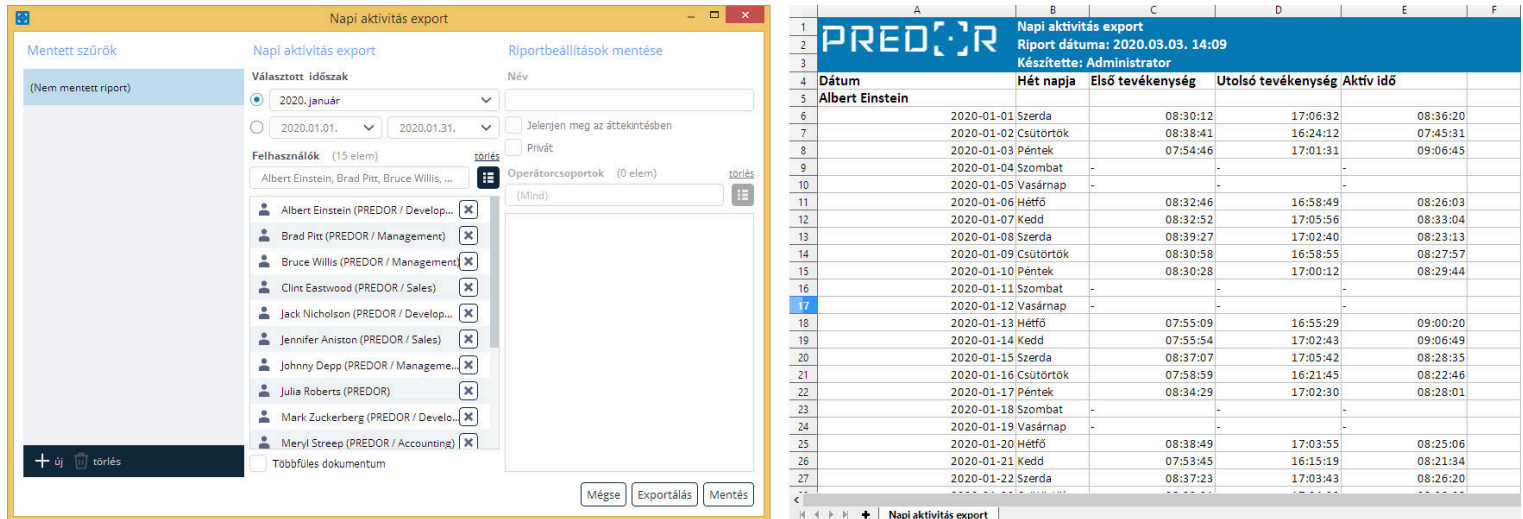 Napi aktivitás export
Mentett szűrők
(Nem mentett riport)
új törlés
Napi aktivitás export
Választott időszak
2020. január
2020.01.01. 2020.01.31.
Felhasználók (15 elem) törlés
Albert Einstein, Brad Pitt, Bruce Willis, ...
Albert Einstein (PREDOR / Develop...
Brad Pitt (PREDOR / Management)
Bruce Willis (PREDOR / Management)
Clint Eastwood (PREDOR / Sales)
Jack Nicholson (PREDOR / Develop...
Jennifer Aniston (PREDOR / Sales)
Johnny Depp (PREDOR / Manageme...
Julia Roberts (PREDOR)
Mark Zuckerberg (PREDOR / Develo...
Meryl Streep (PREDOR / Accounting)
Többfüles dokumentum
Riportbeállítások mentése
Név
Jelenjen meg az áttekintésben
Privát
Operátorcsoportok (0 elem) törlés
(Mind)
Mégse Exportálás Mentés
A B C D E F
PREDOR
1 Napi aktivitás export
2 Riport dátuma: 2020.03.03. 14:09
3 Készítette: Administrator
4 Dátum Hét napja Első tevékenység Utolsó tevékenység Aktív idő
5 Albert Einstein
6 2020-01-01 Szerda 08:30:12 17:06:32 08:36:20
7 2020-01-02 Csütörtök 08:38:41 16:24:12 07:45:31
8 2020-01-03 Péntek 07:54:46 17:01:31 09:06:45
9 2020-01-04 Szombat - - -
10 2020-01-05 Vasárnap - - -
11 2020-01-06 Hétfő 08:32:46 16:58:49 08:26:03
12 2020-01-07 Kedd 08:32:52 17:05:56 08:33:04
13 2020-01-08 Szerda 08:39:27 17:02:40 08:23:13
14 2020-01-09 Csütörtök 08:30:58 16:58:55 08:27:57
15 2020-01-10 Péntek 08:30:28 17:00:12 08:29:44
16 2020-01-11 Szombat - - -
17 2020-01-12 Vasárnap - - -
18 2020-01-13 Hétfő 07:55:09 16:55:29 09:00:20
19 2020-01-14 Kedd 07:55:54 17:02:43 09:06:49
20 2020-01-15 Szerda 08:37:07 17:05:42 08:28:35
21 2020-01-16 Csütörtök 07:58:59 16:21:45 08:22:46
22 2020-01-17 Péntek 08:34:29 17:02:30 08:28:01
23 2020-01-18 Szombat - - -
24 2020-01-19 Vasárnap - - -
25 2020-01-20 Hétfő 08:38:49 17:03:55 08:25:06
26 2020-01-21 Kedd 07:53:45 16:15:19 08:21:34
27 2020-01-22 Szerda 08:37:23 17:03:43 08:26:20
Napi aktivitás export